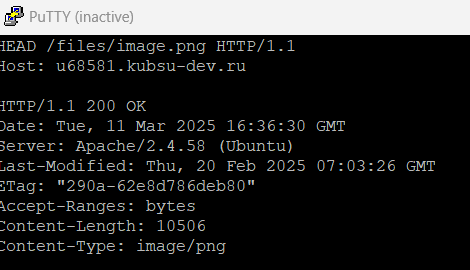 PuTTY (inactive)
HEAD /files/image.png HTTP/1.1
Host: u68581.kubsu-dev.ru
HTTP/1.1 200 OK
Date: Tue, 11 Mar 2025 16:36:30 GMT
Server: Apache/2.4.58 (Ubuntu)
Last-Modified: Thu, 20 Feb 2025 07:03:26 GMT
ETag: "290a-62e8d786deb80"
Accept-Ranges: bytes
Content-Length: 10506
Content-Type: image/png